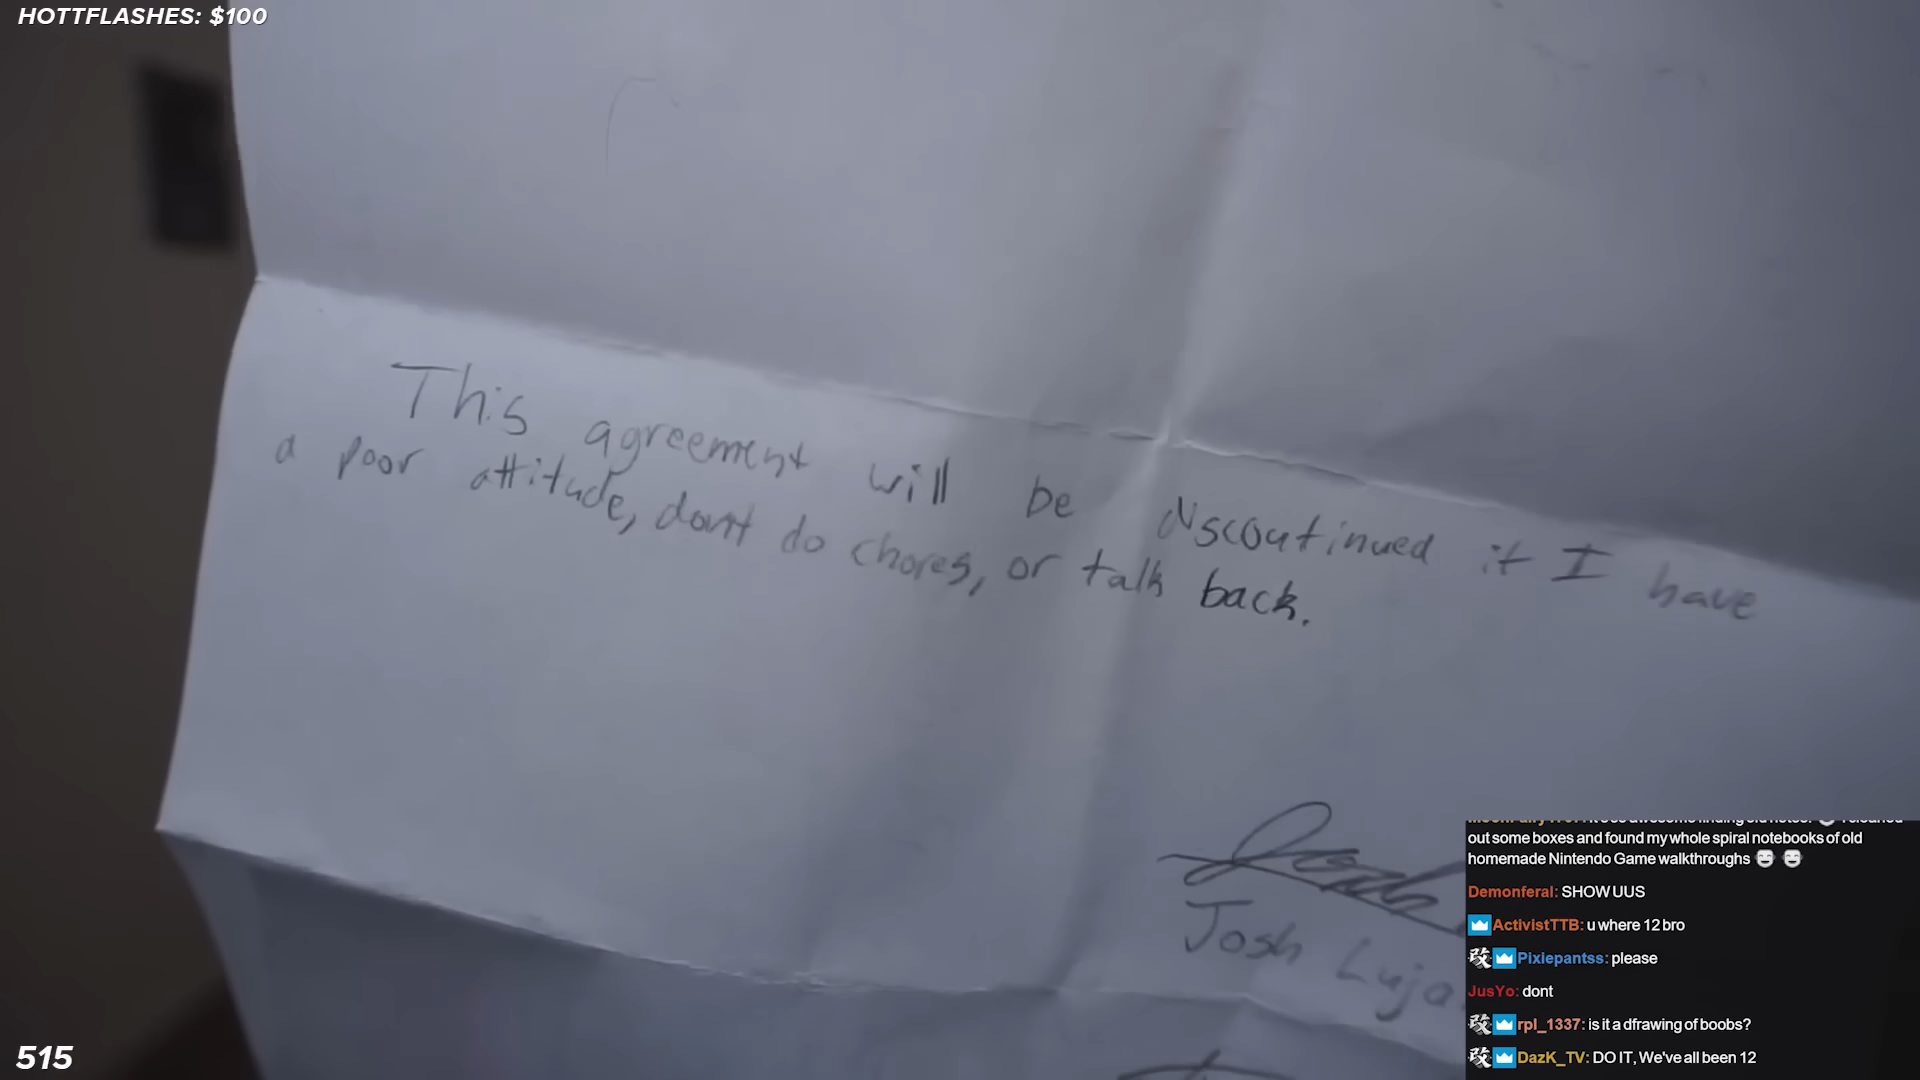 HOTTFLASHES: $100
This agreement will be discoutinued if I have
a poor attitude, dont do chores, or talk back.
Josh Luja
out some boxes and found my whole spiral notebooks of old
homemade Nintendo Game walkthroughs
Demonferal: SHOW UUS
ActivistTTB: u where 12 bro
Pixiepantss: please
JusYo: dont
rpl_1337: is it a dfrawing of boobs?
DazK_TV: DO IT, We've all been 12
515